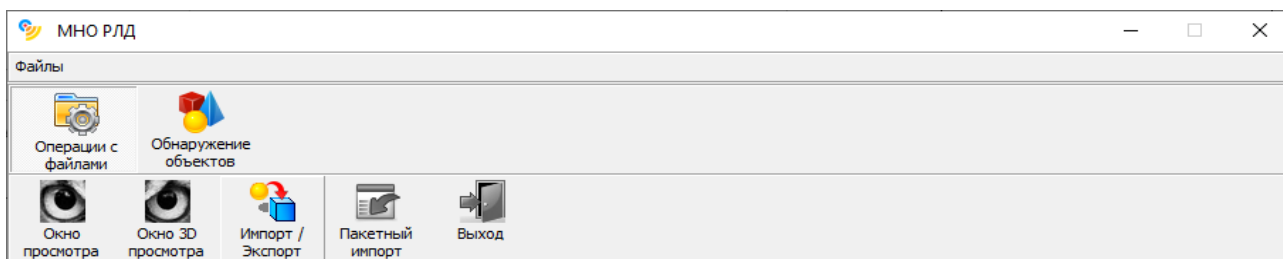 МНО РЛД
Файлы
Операции с
файлами
Обнаружение
объектов
Окно
просмотра
Окно 3D
просмотра
Импорт /
Экспорт
Пакетный
импорт
Выход